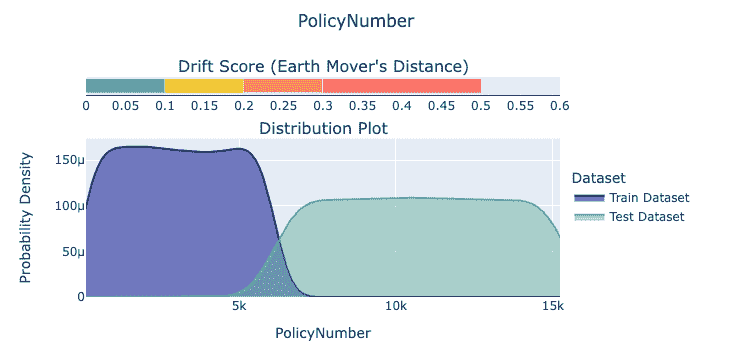 PolicyNumber
Drift Score (Earth Mover's Distance)
0 0.05 0.1 0.15 0.2 0.25 0.3 0.35 0.4 0.45 0.5 0.55 0.6
Distribution Plot
Probability Density
150μ
100μ
50μ
0
5k 10k 15k
PolicyNumber
Dataset
Train Dataset
Test Dataset